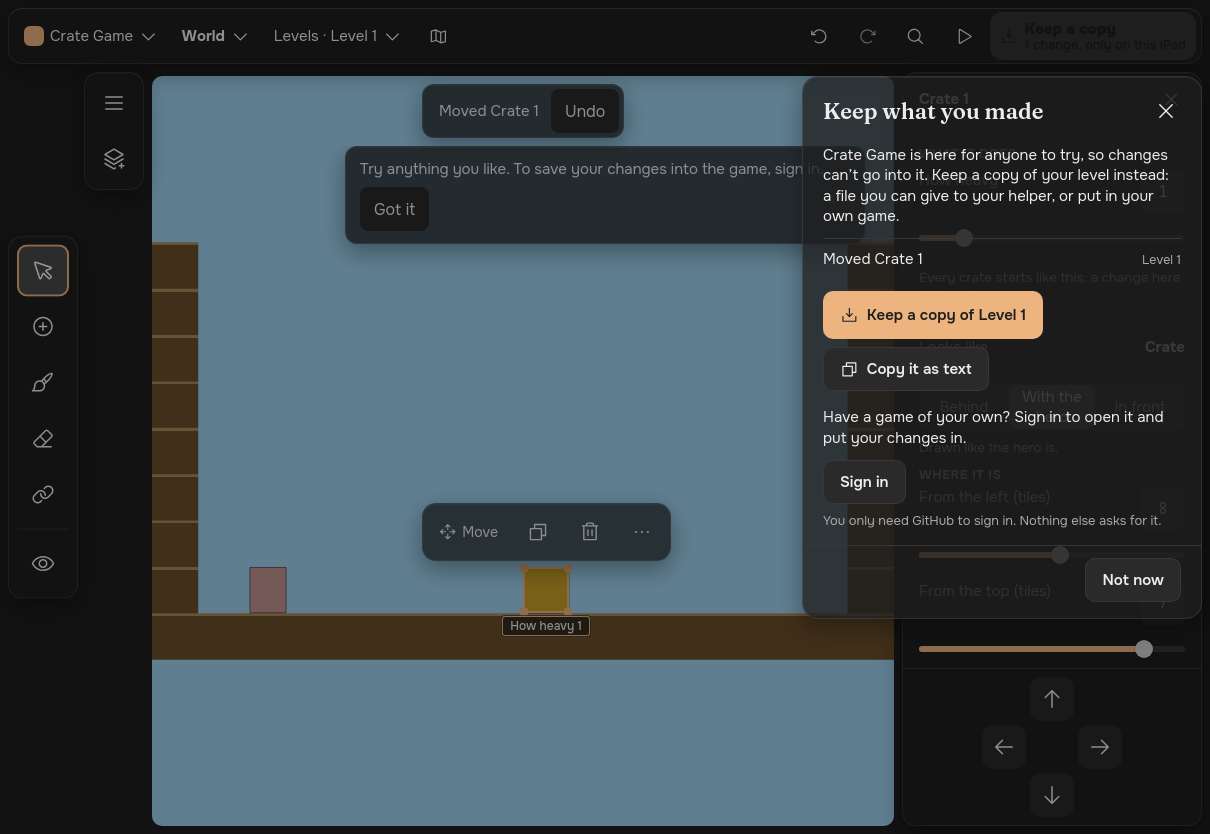 Crate Game
World
Levels · Level 1
Keep a copy
1 change, only on this iPad
Moved Crate 1
Undo
Try anything you like. To save your changes into the game, sign in.
Got it
Move
How heavy 1
Crate 1
Keep what you made
Crate Game is here for anyone to try, so changes
can’t go into it. Keep a copy of your level instead:
a file you can give to your helper, or put in your
own game.
1
Moved Crate 1
Level 1
Every crate starts like this: a change here
Keep a copy of Level 1
Looks like
Crate
Copy it as text
Behind
With the
In front
Have a game of your own? Sign in to open it and
put your changes in.
Drawn like the hero is.
WHERE IT IS
Sign in
From the left (tiles)
8
You only need GitHub to sign in. Nothing else asks for it.
From the top (tiles)
7
Not now